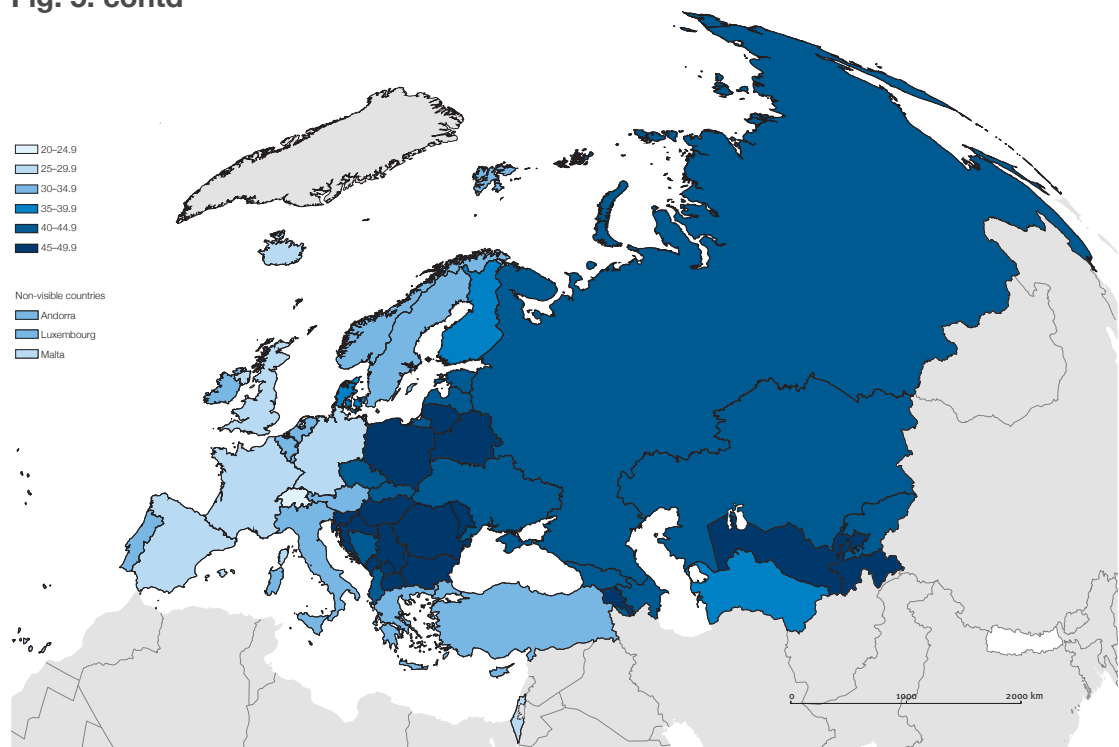 Fig. 3. contd
20–24.9
25–29.9
30–34.9
35–39.9
40–44.9
45–49.9
Non-visible countries
Andorra
Luxembourg
Malta
0 1000 2000 km